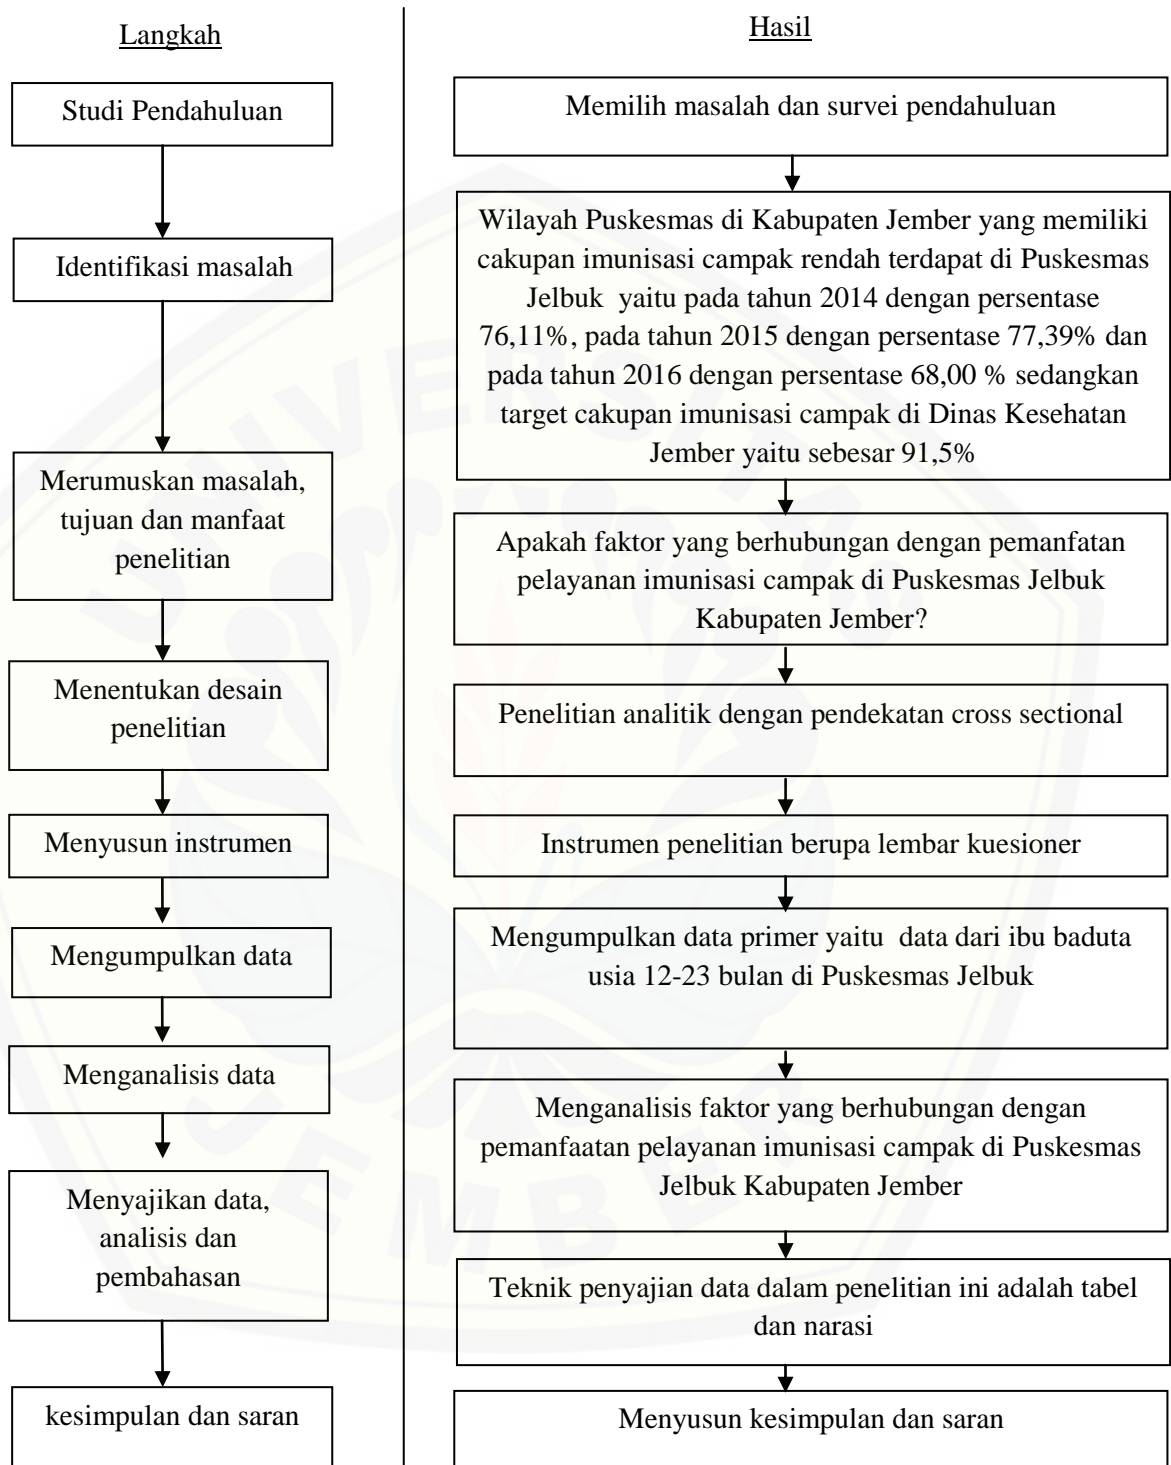 Langkah
Studi Pendahuluan
Identifikasi masalah
Merumuskan masalah,
tujuan dan manfaat
penelitian
Menentukan desain
penelitian
Menyusun instrumen
Mengumpulkan data
Menganalisis data
Menyajikan data,
analisis dan
pembahasan
kesimpulan dan saran
Hasil
Memilih masalah dan survei pendahuluan
Wilayah Puskesmas di Kabupaten Jember yang memiliki
cakupan imunisasi campak rendah terdapat di Puskesmas
Jelbuk yaitu pada tahun 2014 dengan persentase
76,11%, pada tahun 2015 dengan persentase 77,39% dan
pada tahun 2016 dengan persentase 68,00 % sedangkan
target cakupan imunisasi campak di Dinas Kesehatan
Jember yaitu sebesar 91,5%
Apakah faktor yang berhubungan dengan pemanfatan
pelayanan imunisasi campak di Puskesmas Jelbuk
Kabupaten Jember?
Penelitian analitik dengan pendekatan cross sectional
Instrumen penelitian berupa lembar kuesioner
Mengumpulkan data primer yaitu data dari ibu baduta
usia 12-23 bulan di Puskesmas Jelbuk
Menganalisis faktor yang berhubungan dengan
pemanfaatan pelayanan imunisasi campak di Puskesmas
Jelbuk Kabupaten Jember
Teknik penyajian data dalam penelitian ini adalah tabel
dan narasi
Menyusun kesimpulan dan saran
UNIVERSITAS
JEMBER